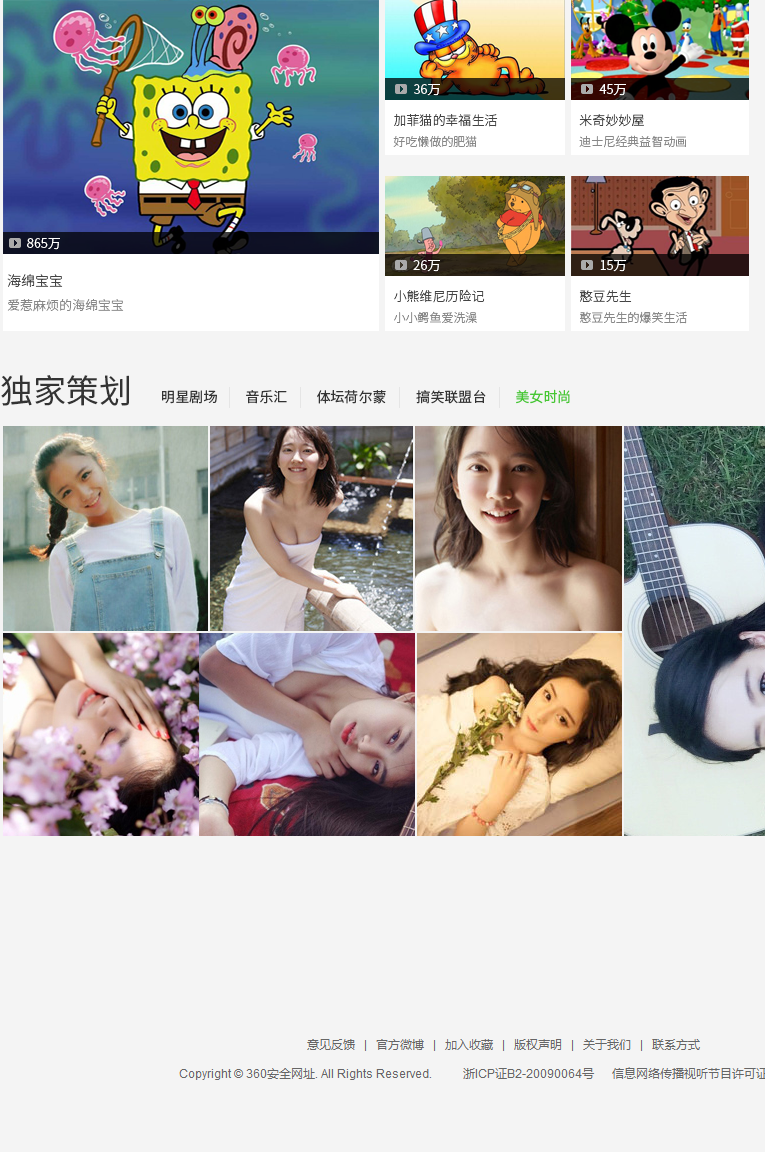 865万
海绵宝宝
爱惹麻烦的海绵宝宝
36万
加菲猫的幸福生活
好吃懒做的肥猫
45万
米奇妙妙屋
迪士尼经典益智动画
26万
小熊维尼历险记
小小鳄鱼爱洗澡
15万
憨豆先生
憨豆先生的爆笑生活
独家策划 明星剧场 音乐汇 体坛荷尔蒙 搞笑联盟台 美女时尚
意见反馈 | 官方微博 | 加入收藏 | 版权声明 | 关于我们 | 联系方式
Copyright © 360安全网址. All Rights Reserved. 浙ICP证B2-20090064号 信息网络传播视听节目许可证